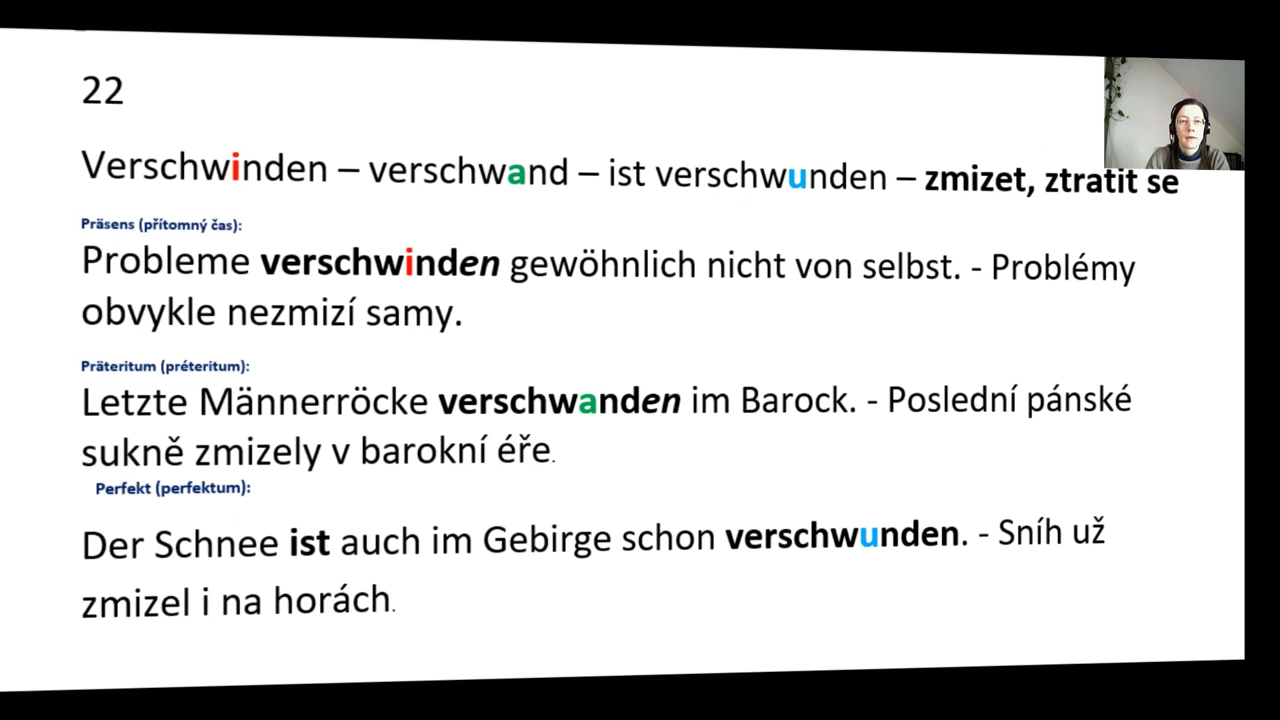 22
Verschwinden – verschwand – ist verschwunden – zmizet, ztratit se
Präsens (přítomný čas):
Probleme verschwinden gewöhnlich nicht von selbst. - Problémy
obvykle nezmizí samy.
Präteritum (préteritum):
Letzte Männerröcke verschwanden im Barock. - Poslední pánské
sukně zmizely v barokní éře.
Perfekt (perfektum):
Der Schnee ist auch im Gebirge schon verschwunden. - Sníh už
zmizel i na horách.